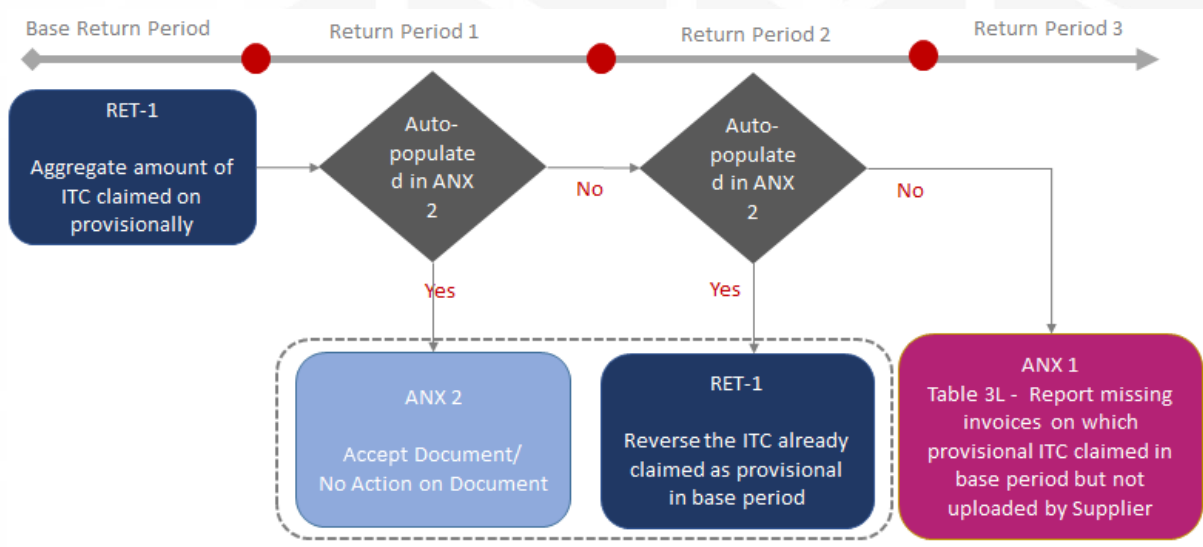 Base Return Period
Return Period 1
Return Period 2
Return Period 3
RET-1
Aggregate amount of
ITC claimed on
provisionally
Auto-
populate
d in ANX
2
No
Auto-
populate
d in ANX
2
No
Yes
Yes
ANX 2
Accept Document/
No Action on Document
RET-1
Reverse the ITC already
claimed as provisional
in base period
ANX 1
Table 3L - Report missing
invoices on which
provisional ITC claimed in
base period but not
uploaded by Supplier